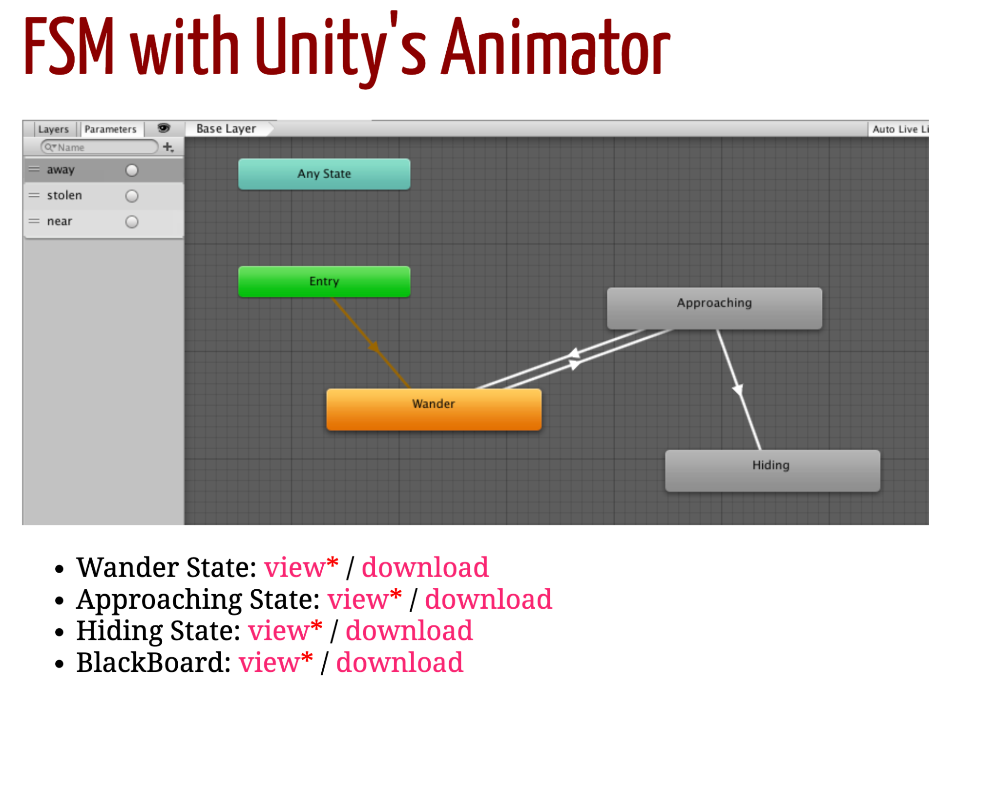 FSM with Unity's Animator
Layers Parameters Base Layer Auto Live Li
Name
away
stolen
near
Any State
Entry
Approaching
Wander
Hiding
• Wander State: view* / download
• Approaching State: view* / download
• Hiding State: view* / download
• BlackBoard: view* / download